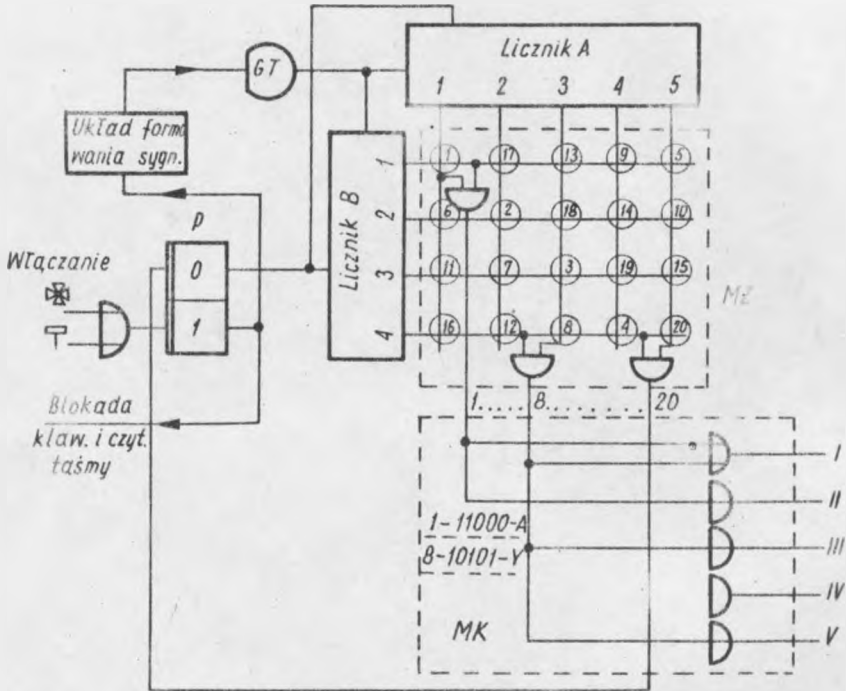 Licznik A
1 2 3 4 5
GT
Układ formo
wania sygn.
Licznik B
1
2
3
4
1 17 13 9 5
6 2 18 14 10
11 7 3 19 15
16 12 8 4 20
MZ
P
0
1
Włączanie
Blokada
klaw. i czyt.
taśmy
1.....8.........20
1-11000-A
8-10101-Y
MK
I
II
III
IV
V